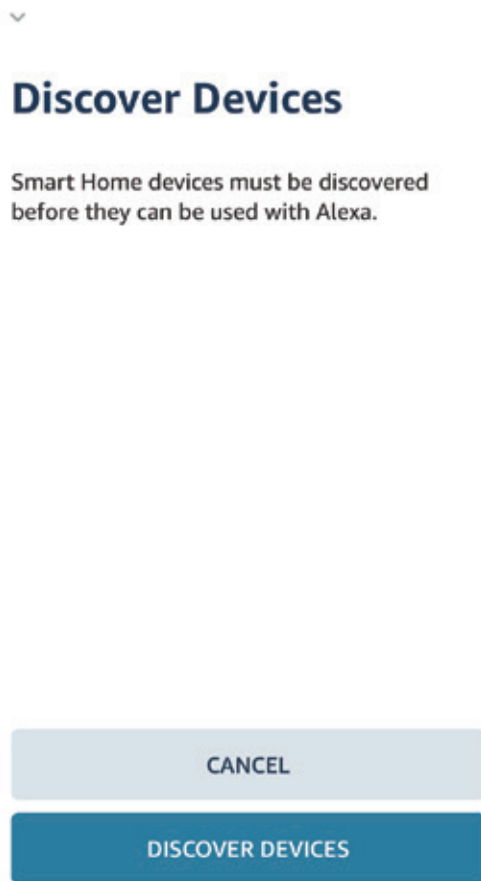 Discover Devices
Smart Home devices must be discovered
before they can be used with Alexa.
CANCEL
DISCOVER DEVICES